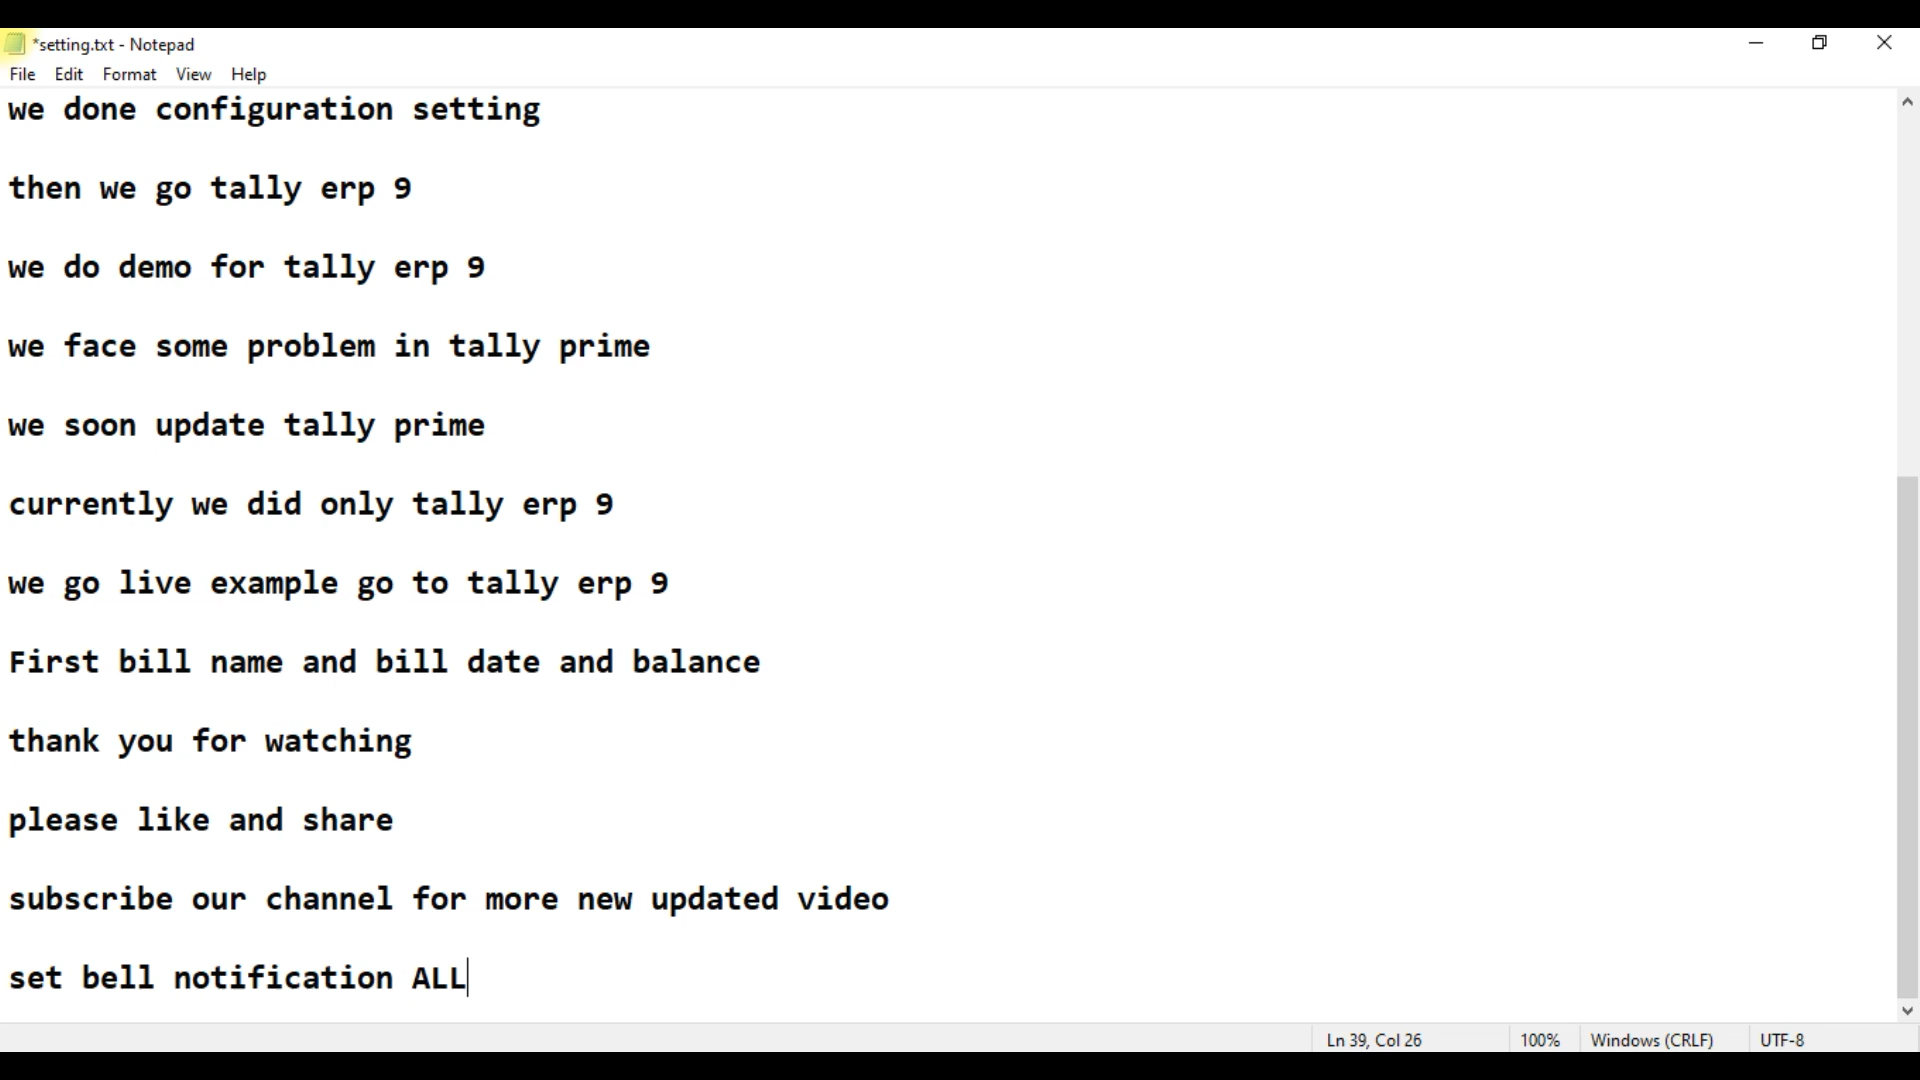 *setting.txt - Notepad
File Edit Format View Help
we done configuration setting
then we go tally erp 9
we do demo for tally erp 9
we face some problem in tally prime
we soon update tally prime
currently we did only tally erp 9
we go live example go to tally erp 9
First bill name and bill date and balance
thank you for watching
please like and share
subscribe our channel for more new updated video
set bell notification ALL
Ln 39, Col 26 100% Windows (CRLF) UTF-8